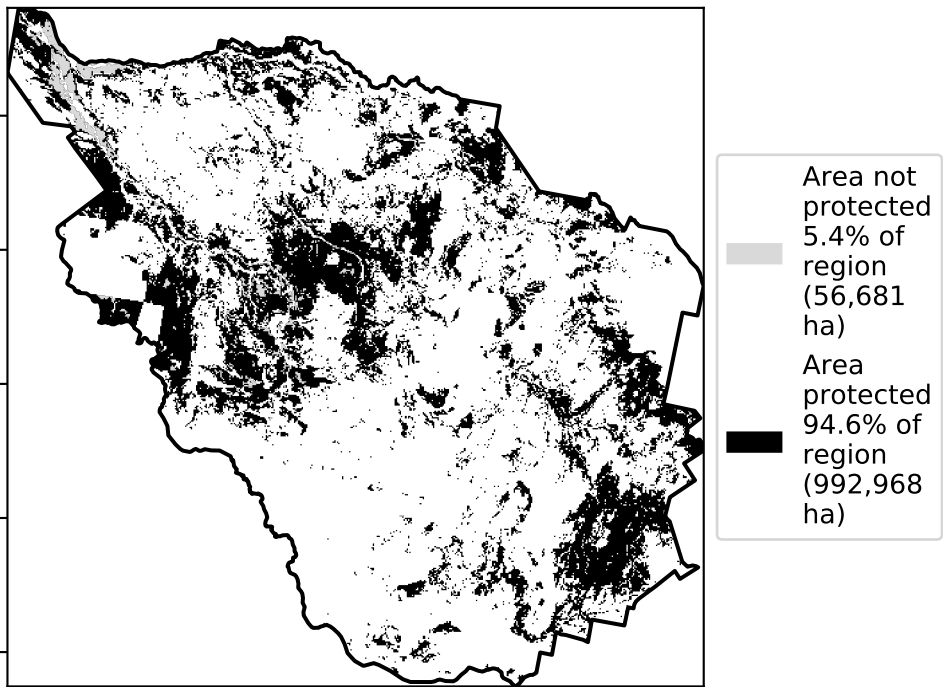 Area not
protected
5.4% of
region
(56,681
ha)
Area
protected
94.6% of
region
(992,968
ha)